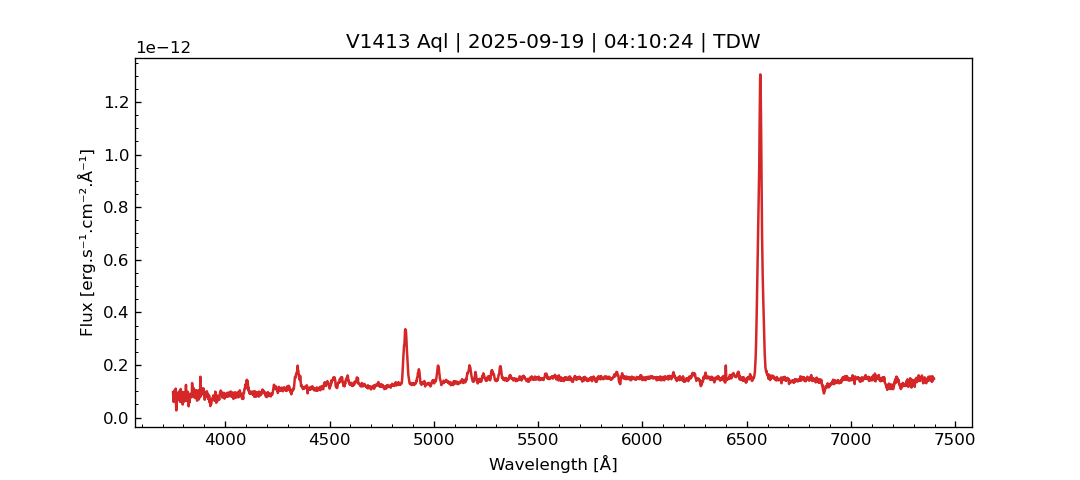 V1413 Aql | 2025-09-19 | 04:10:24 | TDW
1e−12
1.2
1.0
0.8
0.6
0.4
0.2
0.0
Flux [erg.s⁻¹.cm⁻².Å⁻¹]
4000 4500 5000 5500 6000 6500 7000 7500
Wavelength [Å]